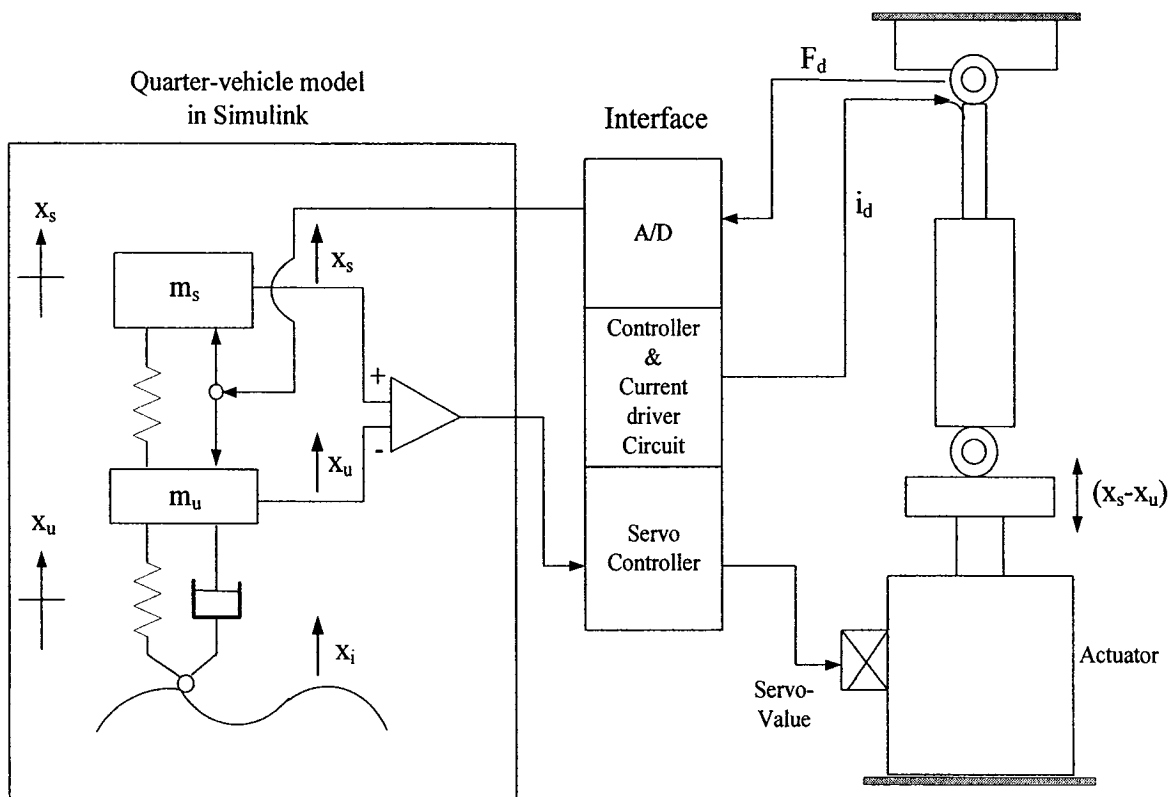 Quarter-vehicle model
in Simulink
Interface
F_d
i_d
A/D
Controller
&
Current
driver
Circuit
Servo
Controller
x_s
x_s
m_s
+
-
x_u
m_u
x_u
x_i
(x_s-x_u)
Servo-
Value
Actuator